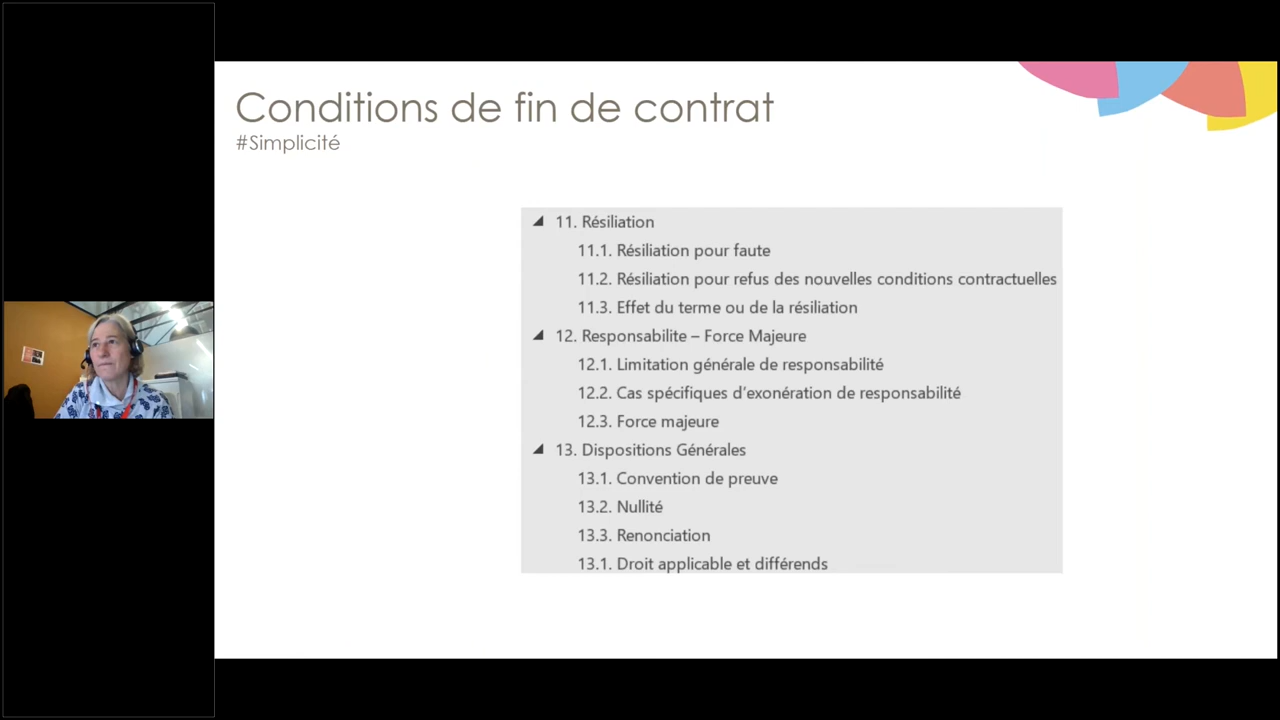 Conditions de fin de contrat
#Simplicité
11. Résiliation
11.1. Résiliation pour faute
11.2. Résiliation pour refus des nouvelles conditions contractuelles
11.3. Effet du terme ou de la résiliation
12. Responsabilite – Force Majeure
12.1. Limitation générale de responsabilité
12.2. Cas spécifiques d'exonération de responsabilité
12.3. Force majeure
13. Dispositions Générales
13.1. Convention de preuve
13.2. Nullité
13.3. Renonciation
13.1. Droit applicable et différends